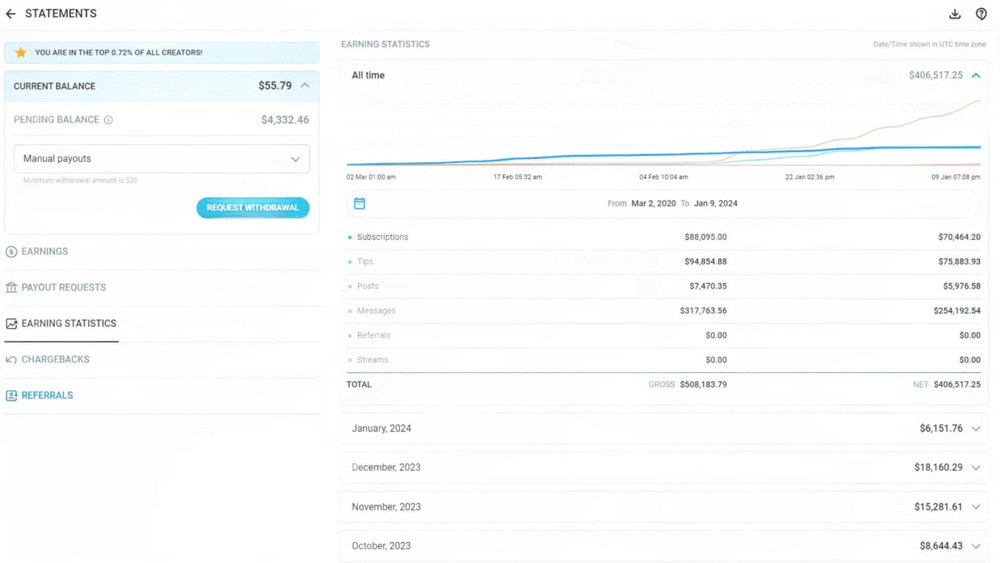 STATEMENTS
YOU ARE IN THE TOP 0.72% OF ALL CREATORS!
CURRENT BALANCE $55.79
PENDING BALANCE $4,332.46
Manual payouts
Minimum withdrawal amount is $20
REQUEST WITHDRAWAL
EARNINGS
PAYOUT REQUESTS
EARNING STATISTICS
CHARGEBACKS
REFERRALS
EARNING STATISTICS Date/Time shown in UTC time zone
All time $406,517.25
02 Mar 01:00 am 17 Feb 05:32 am 04 Feb 10:04 am 22 Jan 02:36 pm 09 Jan 07:08 pm
From Mar 2, 2020 To Jan 9, 2024
Subscriptions $88,095.00 $70,464.20
Tips $94,854.88 $75,883.93
Posts $7,470.35 $5,976.58
Messages $317,763.56 $254,192.54
Referrals $0.00 $0.00
Streams $0.00 $0.00
TOTAL GROSS $508,183.79 NET $406,517.25
January, 2024 $6,151.76
December, 2023 $18,160.29
November, 2023 $15,281.61
October, 2023 $8,644.43